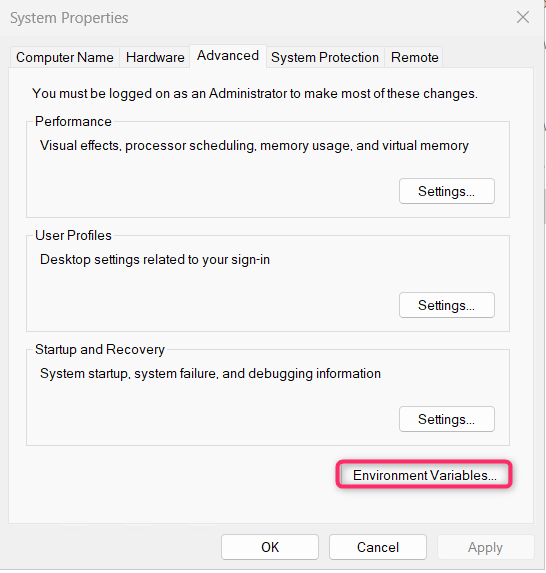 System Properties
Computer Name Hardware Advanced System Protection Remote
You must be logged on as an Administrator to make most of these changes.
Performance
Visual effects, processor scheduling, memory usage, and virtual memory
Settings...
User Profiles
Desktop settings related to your sign-in
Settings...
Startup and Recovery
System startup, system failure, and debugging information
Settings...
Environment Variables...
OK Cancel Apply